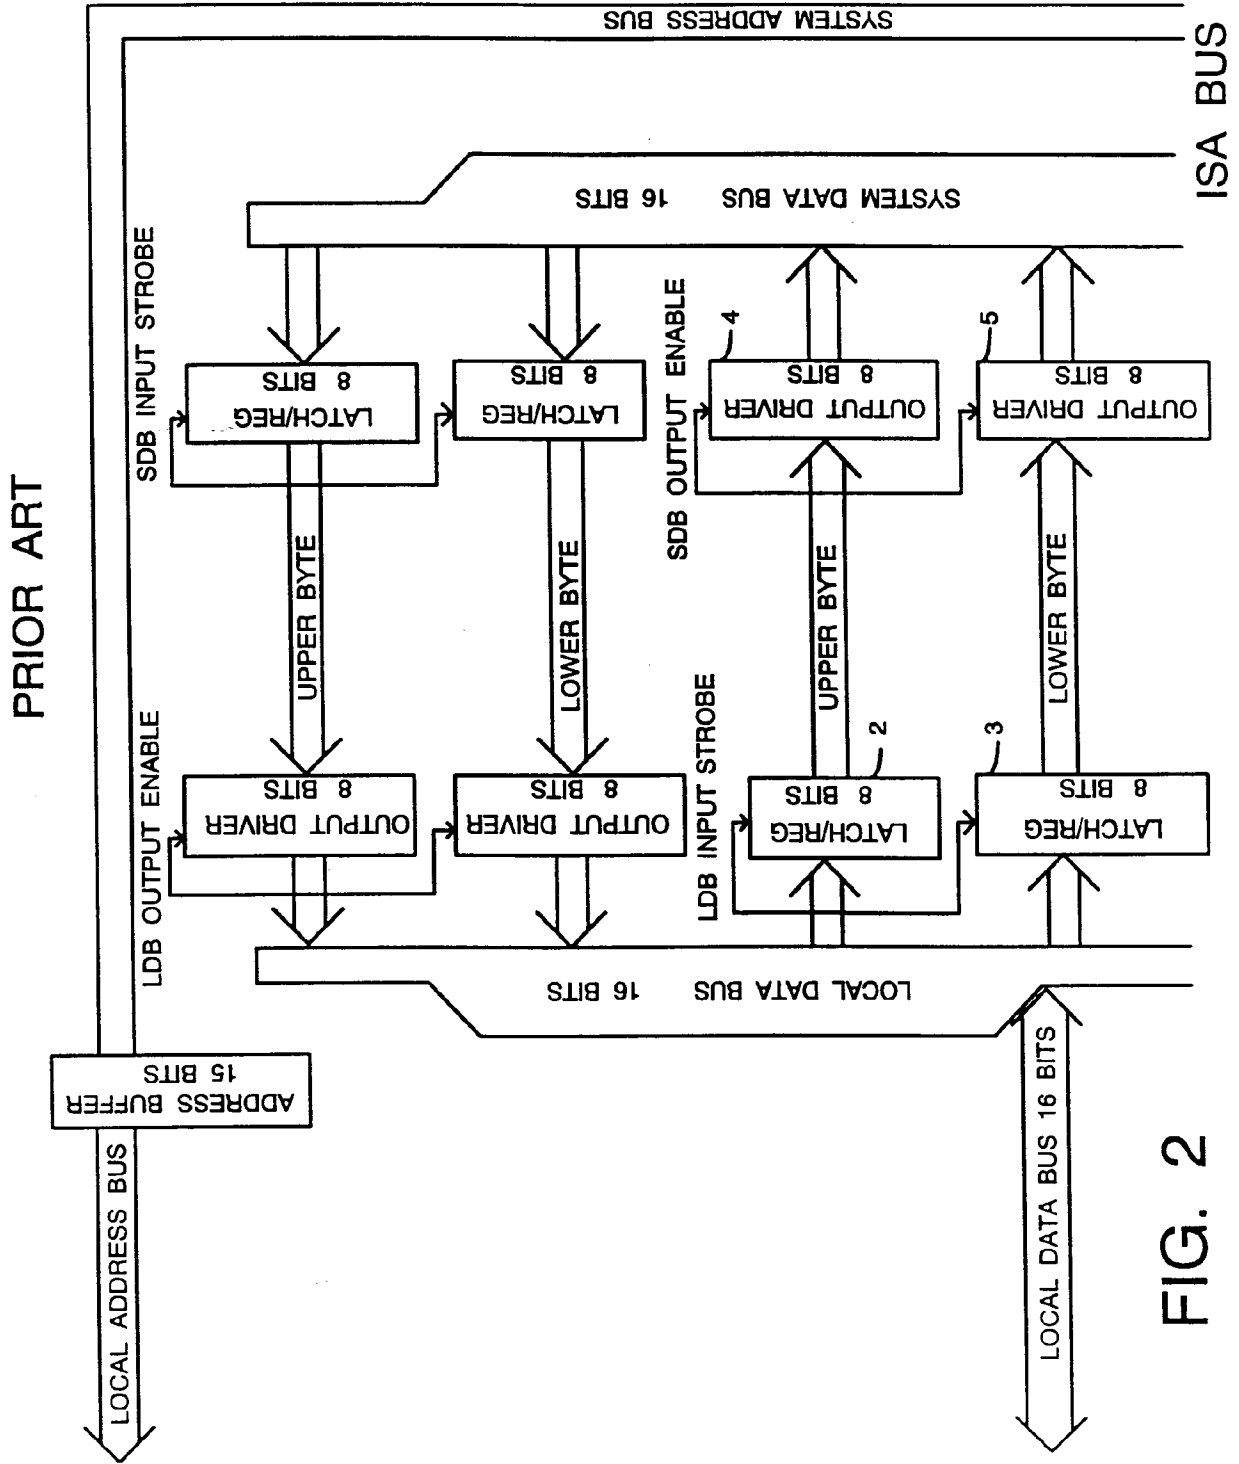 PRIOR ART
SYSTEM ADDRESS BUS
ISA BUS
SYSTEM DATA BUS 16 BITS
SDB INPUT STROBE
8 BITS
LATCH/REG
8 BITS
LATCH/REG
SDB OUTPUT ENABLE
4
8 BITS
OUTPUT DRIVER
5
8 BITS
OUTPUT DRIVER
UPPER BYTE
LOWER BYTE
UPPER BYTE
LOWER BYTE
LDB OUTPUT ENABLE
8 BITS
OUTPUT DRIVER
8 BITS
OUTPUT DRIVER
LDB INPUT STROBE
2
8 BITS
LATCH/REG
3
8 BITS
LATCH/REG
LOCAL DATA BUS 16 BITS
ADDRESS BUFFER
15 BITS
LOCAL ADDRESS BUS
LOCAL DATA BUS 16 BITS
FIG. 2